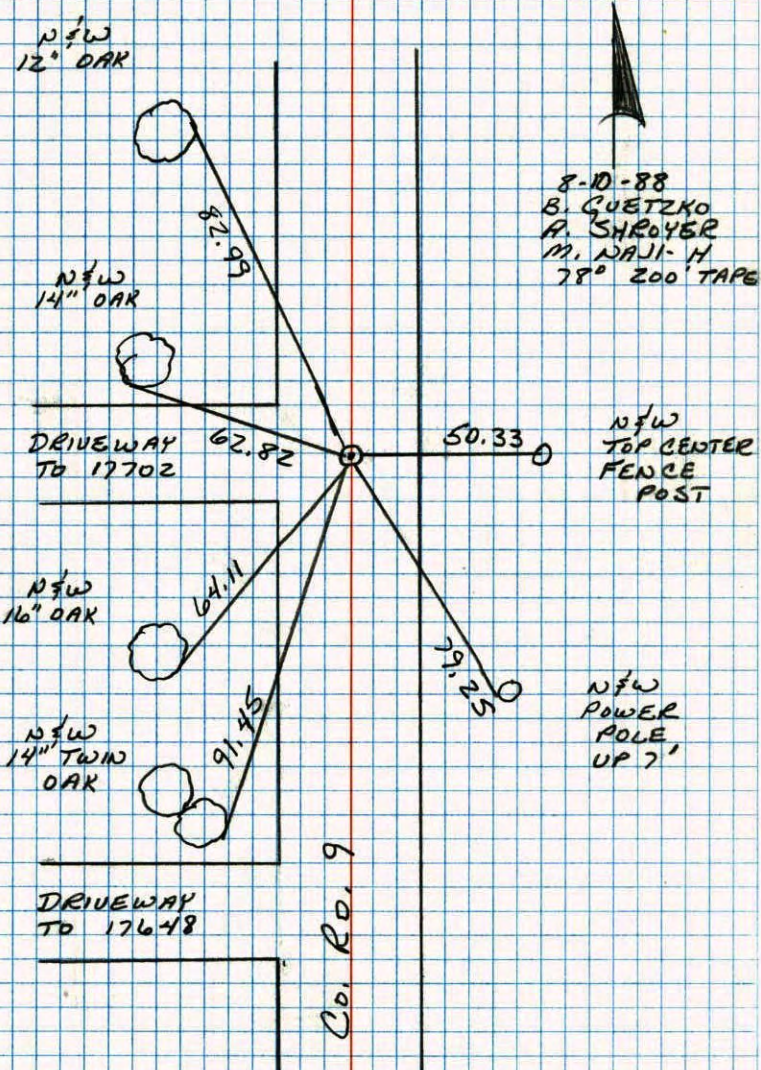 N & W
12" OAK
82.99
8-10-88
B. GUETZKO
A. SHROYER
M. NAJI-H
78° 200' TAPE
N & W
14" OAK
DRIVEWAY
TO 17702
62.82
50.33
N & W
TOP CENTER
FENCE
POST
N & W
16" OAK
64.11
79.25
N & W
POWER
POLE
UP 7'
N & W
14" TWIN
OAK
91.45
DRIVEWAY
TO 17648
Co. Rd. 9